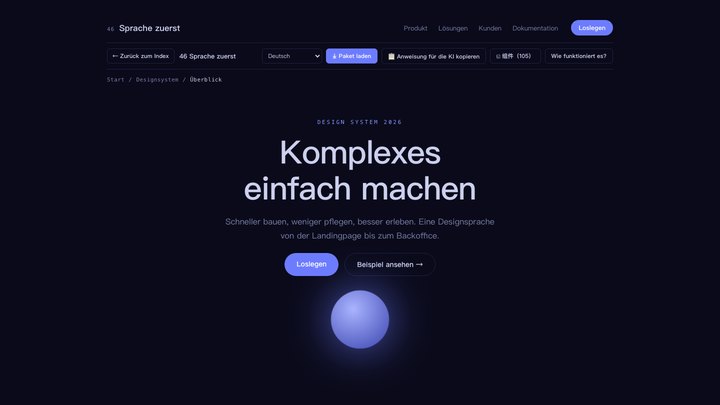 46 Sprache zuerst
Produkt Lösungen Kunden Dokumentation Loslegen
← Zurück zum Index 46 Sprache zuerst Deutsch ↓ Paket laden 📋 Anweisung für die KI kopieren 组件 (105) Wie funktioniert es?
Start / Designsystem / Überblick
DESIGN SYSTEM 2026
Komplexes
einfach machen
Schneller bauen, weniger pflegen, besser erleben. Eine Designsprache
von der Landingpage bis zum Backoffice.
Loslegen Beispiel ansehen →